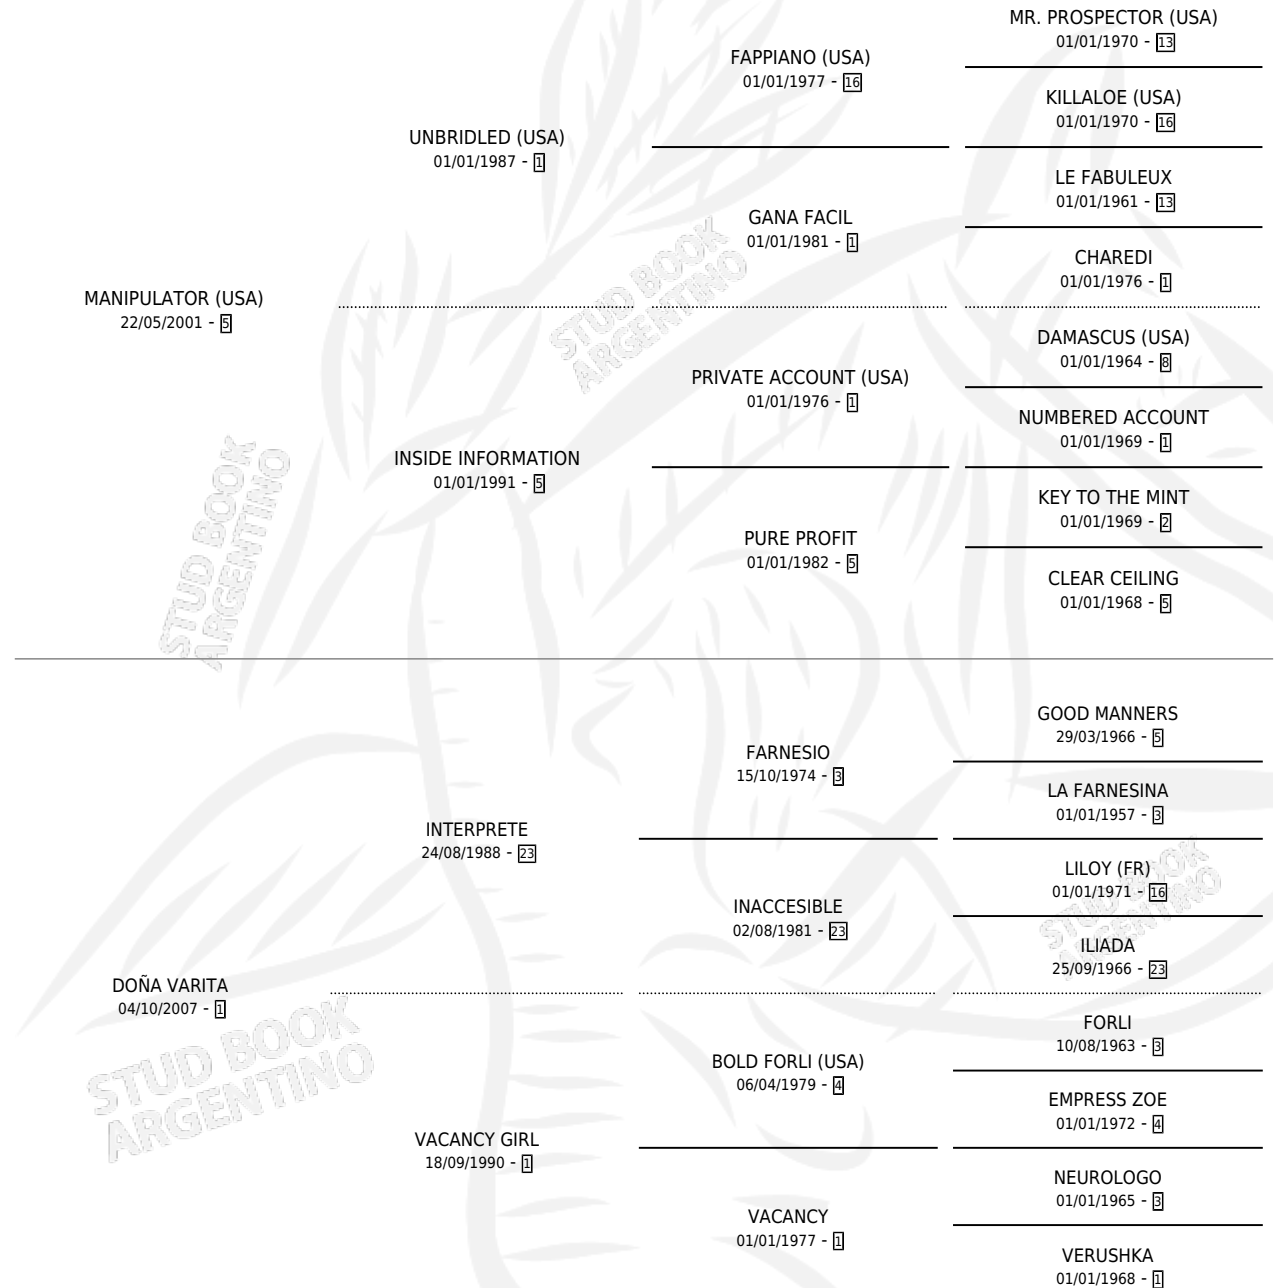 MR. PROSPECTOR (USA)
01/01/1970 - 13
FAPPIANO (USA)
01/01/1977 - 16
KILLALOE (USA)
01/01/1970 - 16
UNBRIDLED (USA)
01/01/1987 - 1
LE FABULEUX
01/01/1961 - 13
GANA FACIL
01/01/1981 - 1
CHAREDI
01/01/1976 - 1
MANIPULATOR (USA)
22/05/2001 - 5
DAMASCUS (USA)
01/01/1964 - 8
PRIVATE ACCOUNT (USA)
01/01/1976 - 1
NUMBERED ACCOUNT
01/01/1969 - 1
INSIDE INFORMATION
01/01/1991 - 5
KEY TO THE MINT
01/01/1969 - 2
PURE PROFIT
01/01/1982 - 5
CLEAR CEILING
01/01/1968 - 5
GOOD MANNERS
29/03/1966 - 5
FARNESIO
15/10/1974 - 3
LA FARNESINA
01/01/1957 - 3
INTERPRETE
24/08/1988 - 23
LILOY (FR)
01/01/1971 - 16
INACCESIBLE
02/08/1981 - 23
ILIADA
25/09/1966 - 23
DOÑA VARITA
04/10/2007 - 1
FORLI
10/08/1963 - 3
BOLD FORLI (USA)
06/04/1979 - 4
EMPRESS ZOE
01/01/1972 - 4
VACANCY GIRL
18/09/1990 - 1
NEUROLOGO
01/01/1965 - 3
VACANCY
01/01/1977 - 1
VERUSHKA
01/01/1968 - 1
STUD BOOK
ARGENTINO
STUD BOOK
ARGENTINO
STUD BOOK
ARGENTINO
STUD BOOK
ARGENTINO